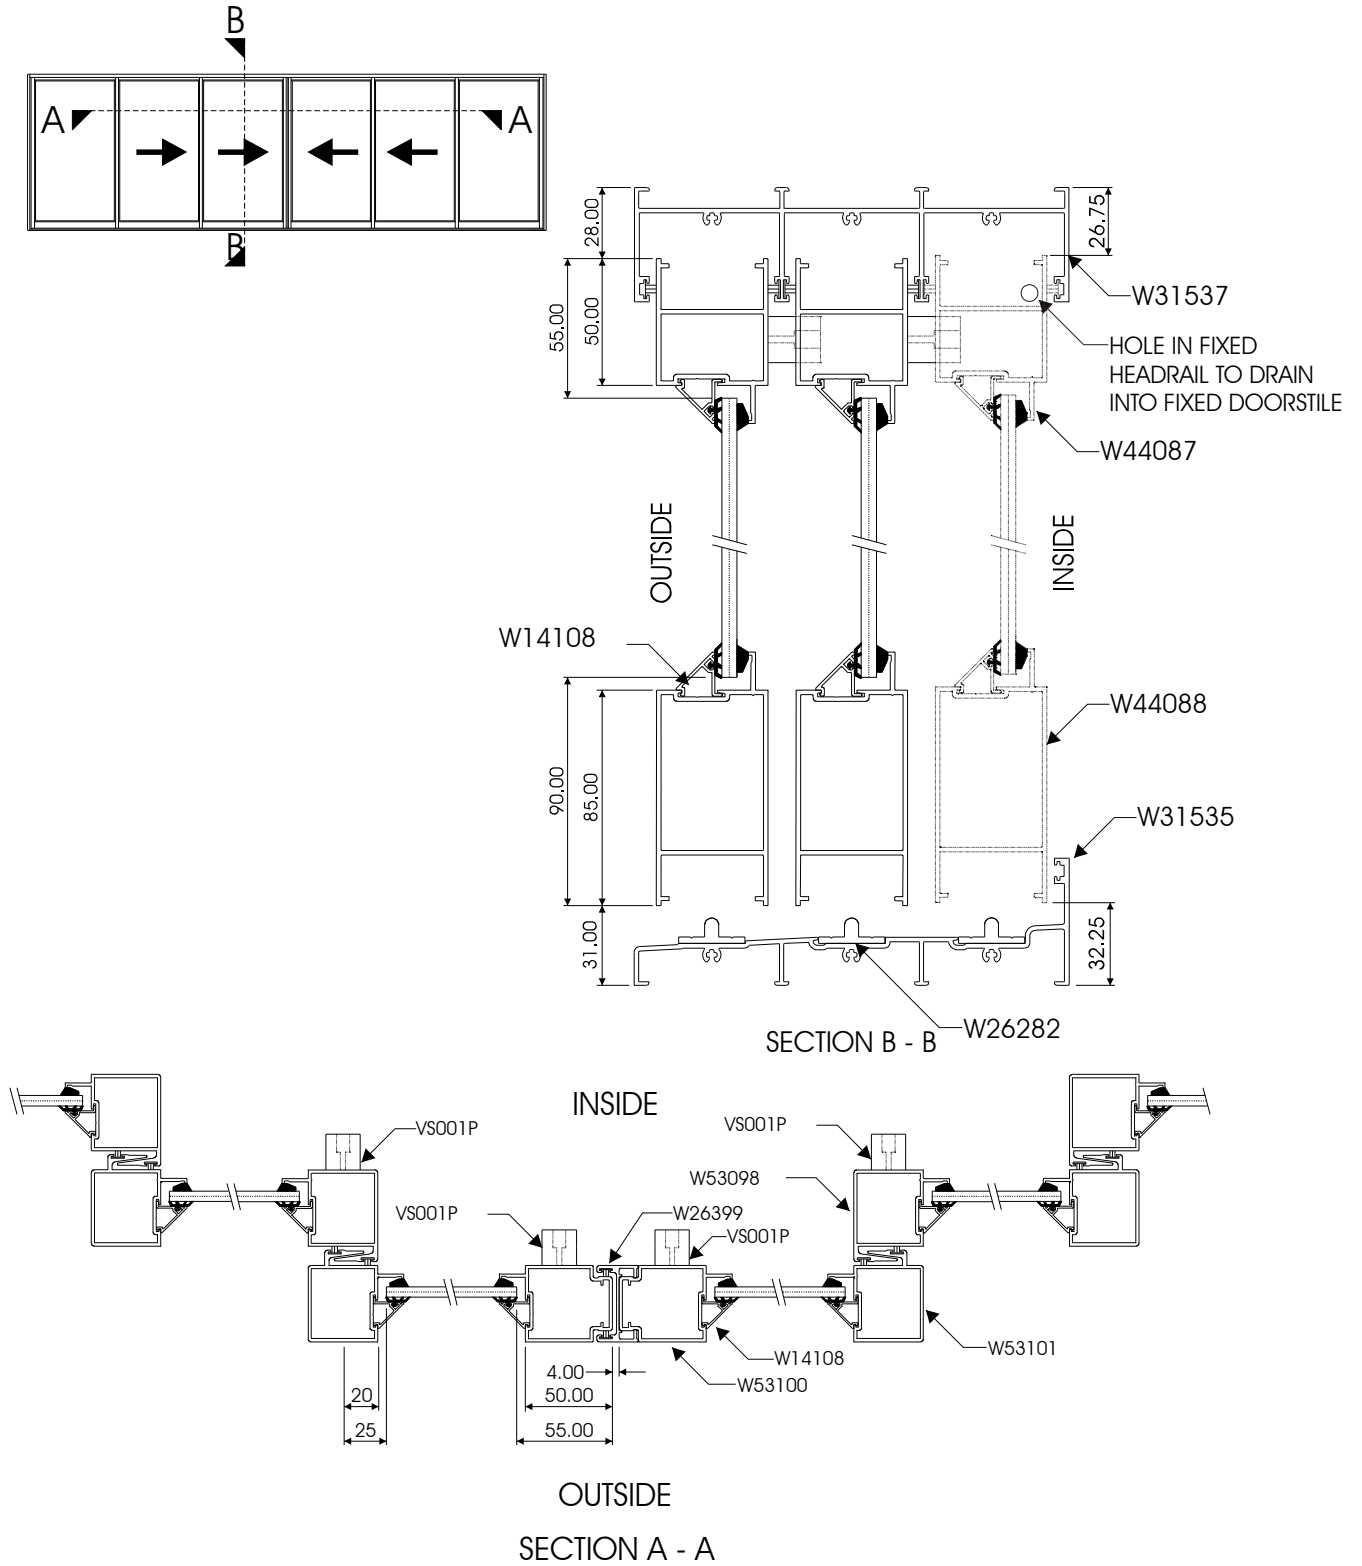 B
A
A
B
28.00
26.75
55.00
50.00
W31537
HOLE IN FIXED
HEADRAIL TO DRAIN
INTO FIXED DOORSTILE
W44087
OUTSIDE
INSIDE
W14108
W44088
90.00
85.00
W31535
31.00
32.25
W26282
SECTION B - B
INSIDE
VS001P
VS001P
W53098
VS001P
W26399
VS001P
W53101
W14108
4.00
W53100
20
50.00
25
55.00
OUTSIDE
SECTION A - A